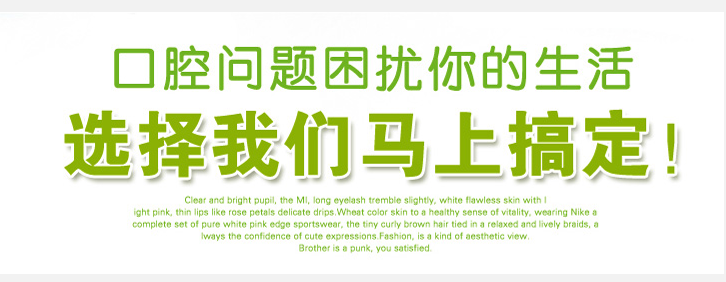 口腔问题困扰你的生活
选择我们马上搞定!
Clear and bright pupil, the MI, long eyelash tremble slightly, white flawless skin with l
ight pink, thin lips like rose petals delicate drips.Wheat color skin to a healthy sense of vitality, wearing Nike a
complete set of pure white pink edge sportswear, the tiny curly brown hair tied in a relaxed and lively braids, a
lways the confidence of cute expressions.Fashion, is a kind of aesthetic view.
Brother is a punk, you satisfied.